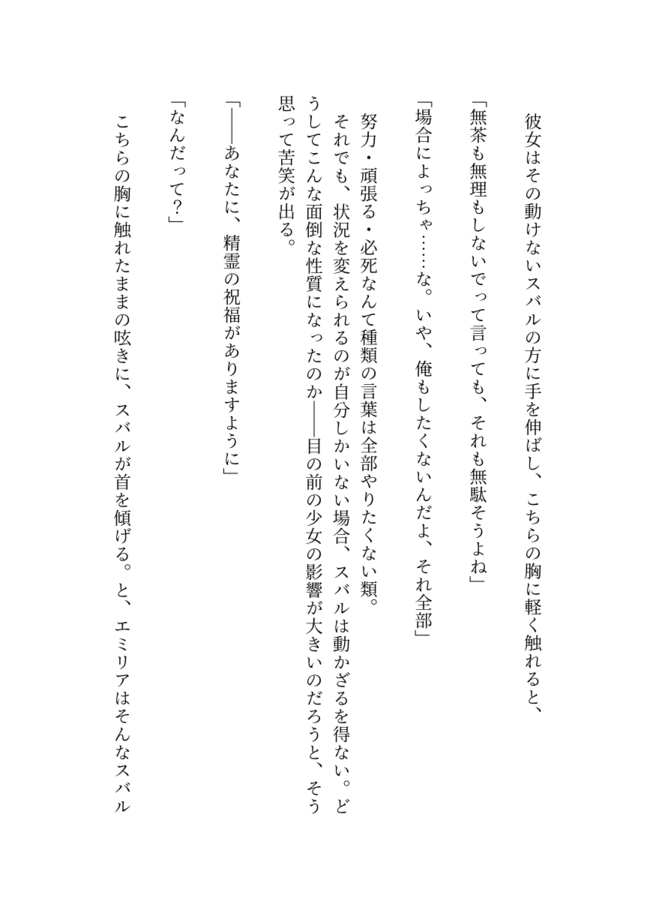 彼女はその動けないスバルの方に手を伸ばし、こちらの胸に軽く触れると、
「無茶も無理もしないでって言っても、それも無駄そうよね」
「場合によっちゃ……な。いや、俺もしたくないんだよ、それ全部」
努力・頑張る・必死なんて種類の言葉は全部やりたくない類。
それでも、状況を変えられるのが自分しかいない場合、スバルは動かざるを得ない。ど
うしてこんな面倒な性質になったのか――目の前の少女の影響が大きいのだろうと、そう
思って苦笑が出る。
「――あなたに、精霊の祝福がありますように」
「なんだって？」
こちらの胸に触れたままの呟きに、スバルが首を傾げる。と、エミリアはそんなスバル